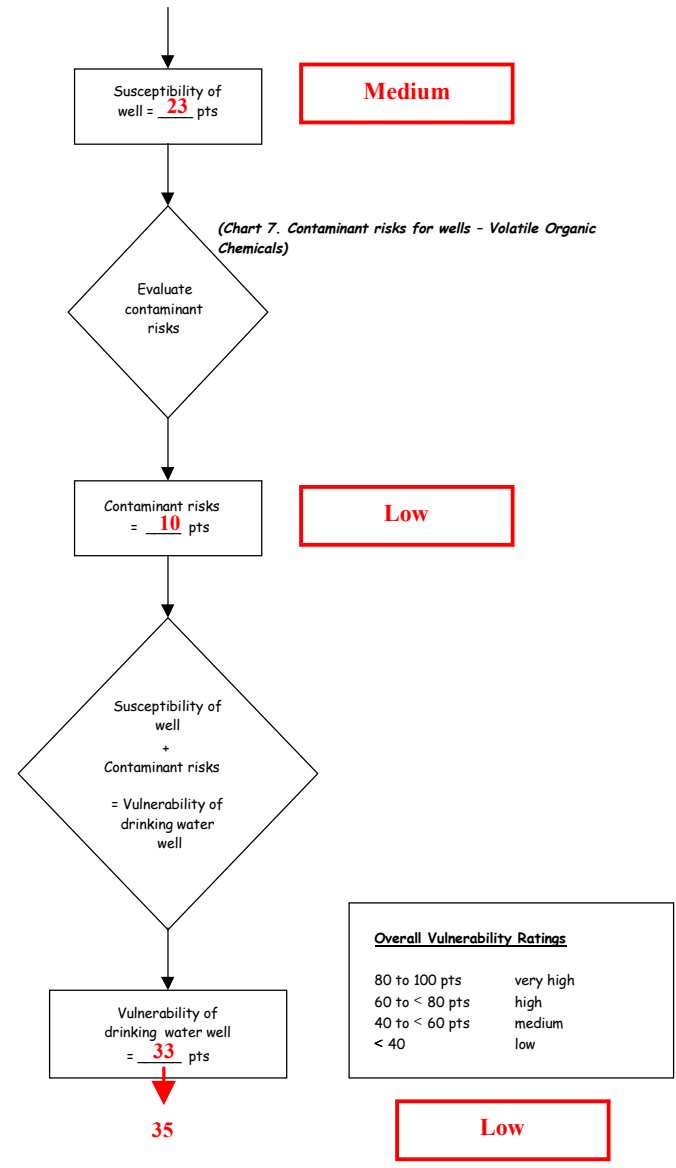 Susceptibility of
well = 23 pts
Medium
(Chart 7. Contaminant risks for wells – Volatile Organic
Chemicals)
Evaluate
contaminant
risks
Contaminant risks
= 10 pts
Low
Susceptibility of
well
+
Contaminant risks
= Vulnerability of
drinking water
well
Overall Vulnerability Ratings
80 to 100 pts very high
60 to < 80 pts high
40 to < 60 pts medium
< 40 low
Vulnerability of
drinking water well
= 33 pts
35
Low